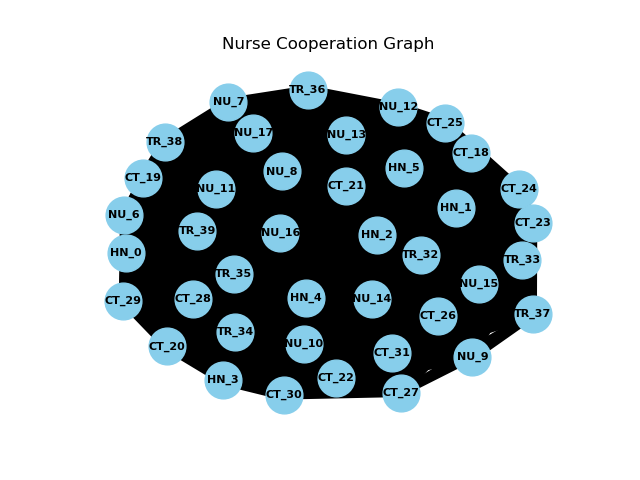 Nurse Cooperation Graph
TR_36
NU_7
NU_12
CT_25
NU_17
NU_13
TR_38
CT_18
HN_5
NU_8
CT_19
CT_21
NU_11
CT_24
HN_1
NU_6
CT_23
TR_39
NU_16
HN_2
HN_0
TR_32
TR_33
TR_35
NU_15
HN_4
NU_14
CT_28
CT_29
TR_37
CT_26
TR_34
NU_10
CT_20
CT_31
NU_9
CT_22
HN_3
CT_27
CT_30